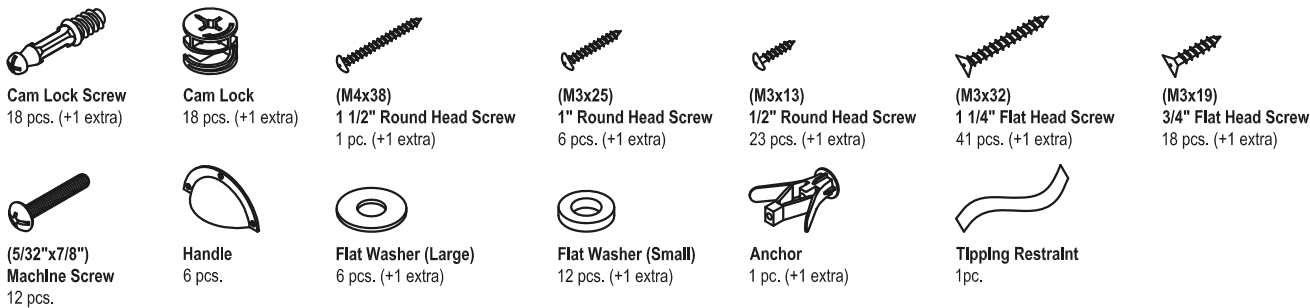 Cam Lock Screw
18 pcs. (+1 extra)
Cam Lock
18 pcs. (+1 extra)
(M4x38)
1 1/2" Round Head Screw
1 pc. (+1 extra)
(M3x25)
1" Round Head Screw
6 pcs. (+1 extra)
(M3x13)
1/2" Round Head Screw
23 pcs. (+1 extra)
(M3x32)
1 1/4" Flat Head Screw
41 pcs. (+1 extra)
(M3x19)
3/4" Flat Head Screw
18 pcs. (+1 extra)
(5/32"x7/8")
Machine Screw
12 pcs.
Handle
6 pcs.
Flat Washer (Large)
6 pcs. (+1 extra)
Flat Washer (Small)
12 pcs. (+1 extra)
Anchor
1 pc. (+1 extra)
Tipping Restraint
1pc.